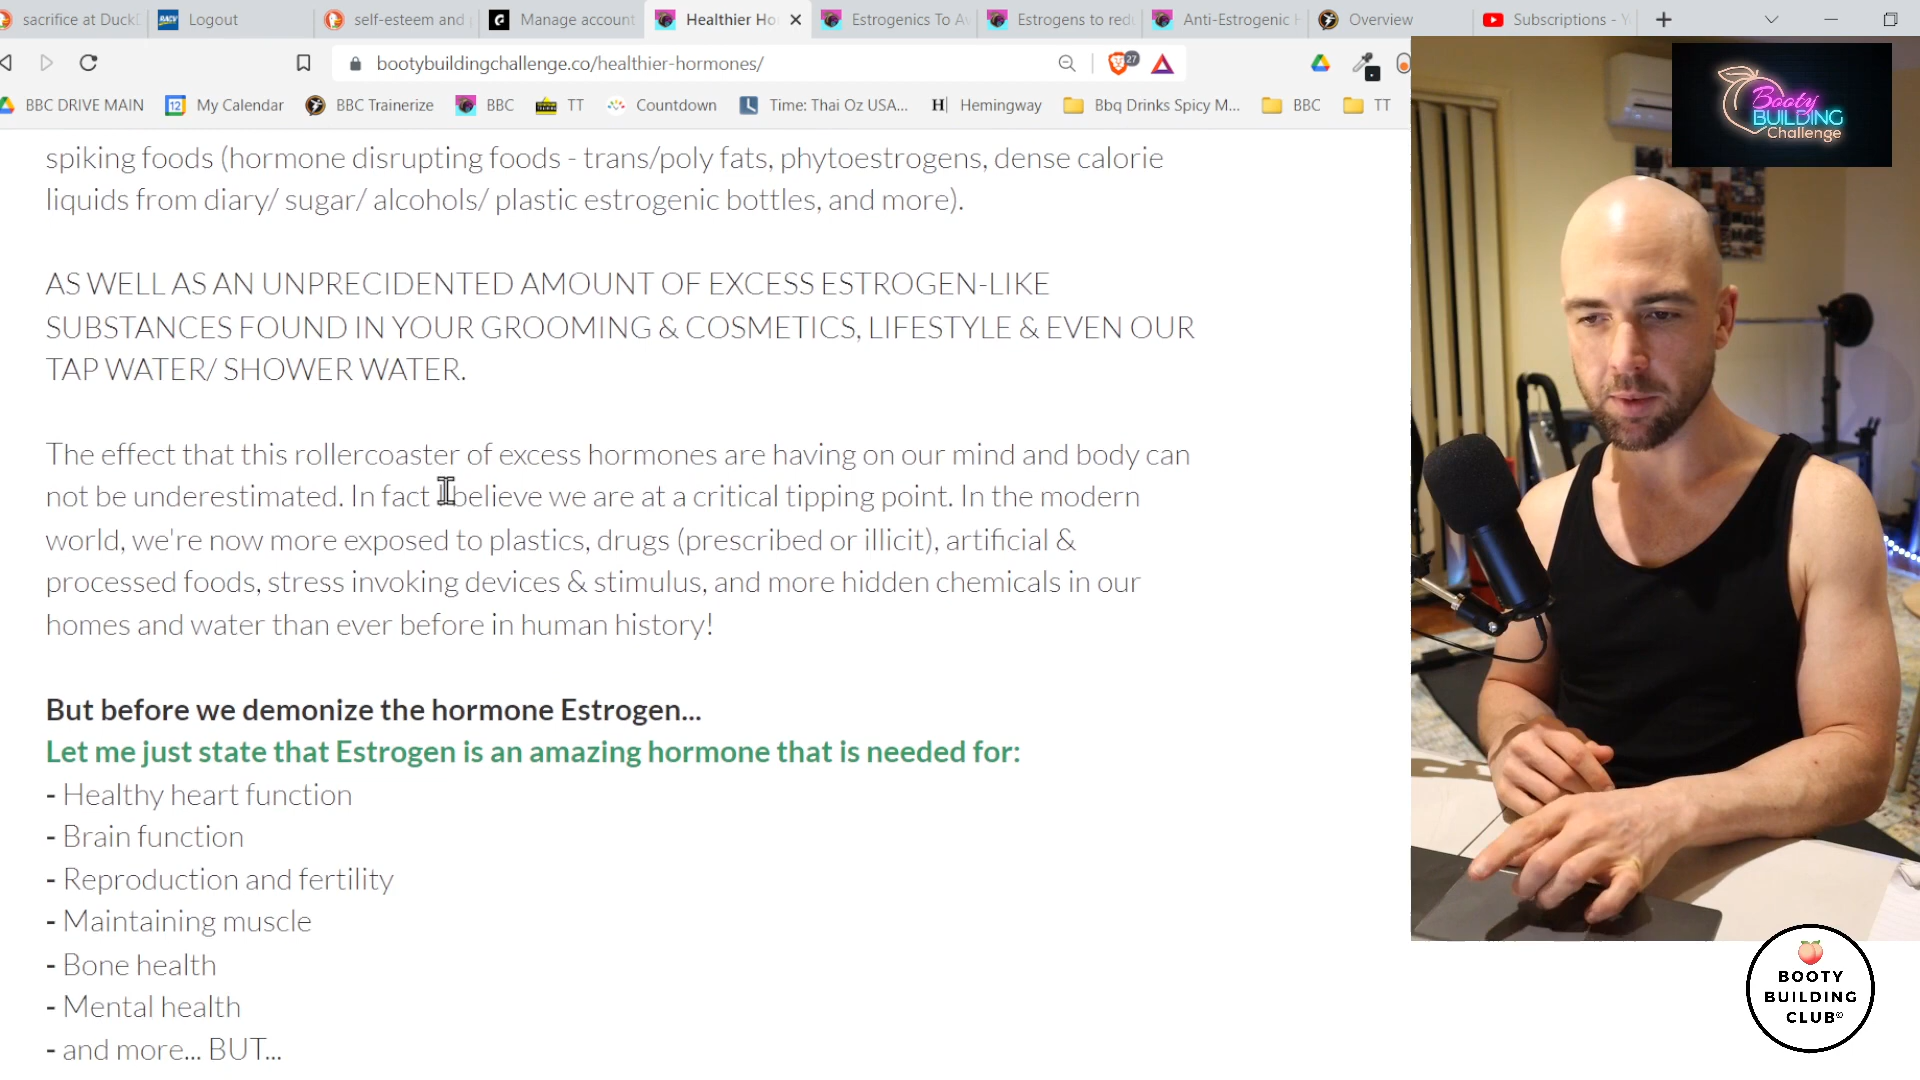 sacrifice at Duck
RACV
Logout
self-esteem and
Manage account
Healthier Ho
Estrogenics To Av
Estrogens to redu
Anti-Estrogenic
Overview
Subscriptions -
bootybuildingchallenge.co/healthier-hormones/
27
BBC DRIVE MAIN
12
My Calendar
BBC Trainerize
BBC
TT
Countdown
Time: Thai Oz USA...
H
Hemingway
Bbq Drinks Spicy M...
BBC
TT
Booty
BUILDING
Challenge
spiking foods (hormone disrupting foods - trans/poly fats, phytoestrogens, dense calorie
liquids from diary/ sugar/ alcohols/ plastic estrogenic bottles, and more).
AS WELL AS AN UNPRECIDENTED AMOUNT OF EXCESS ESTROGEN-LIKE
SUBSTANCES FOUND IN YOUR GROOMING & COSMETICS, LIFESTYLE & EVEN OUR
TAP WATER/ SHOWER WATER.
The effect that this rollercoaster of excess hormones are having on our mind and body can
not be underestimated. In fact I believe we are at a critical tipping point. In the modern
world, we're now more exposed to plastics, drugs (prescribed or illicit), artificial &
processed foods, stress invoking devices & stimulus, and more hidden chemicals in our
homes and water than ever before in human history!
But before we demonize the hormone Estrogen...
Let me just state that Estrogen is an amazing hormone that is needed for:
- Healthy heart function
- Brain function
- Reproduction and fertility
- Maintaining muscle
- Bone health
- Mental health
- and more... BUT...
BOOTY
BUILDING
CLUB©